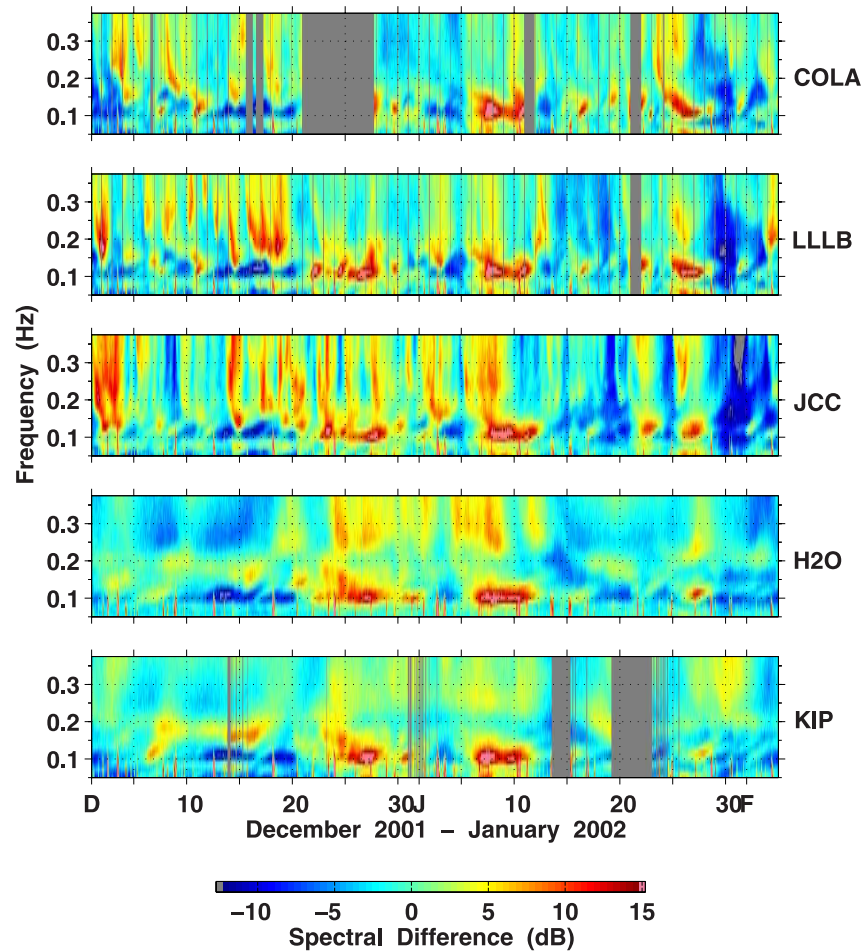 0.3
0.2
0.1
COLA
0.3
0.2
0.1
LLLB
0.3
0.2
0.1
JCC
0.3
0.2
0.1
H2O
0.3
0.2
0.1
KIP
Frequency (Hz)
D 10 20 30J 10 20 30F
December 2001 – January 2002
−10 −5 0 5 10 15
Spectral Difference (dB)